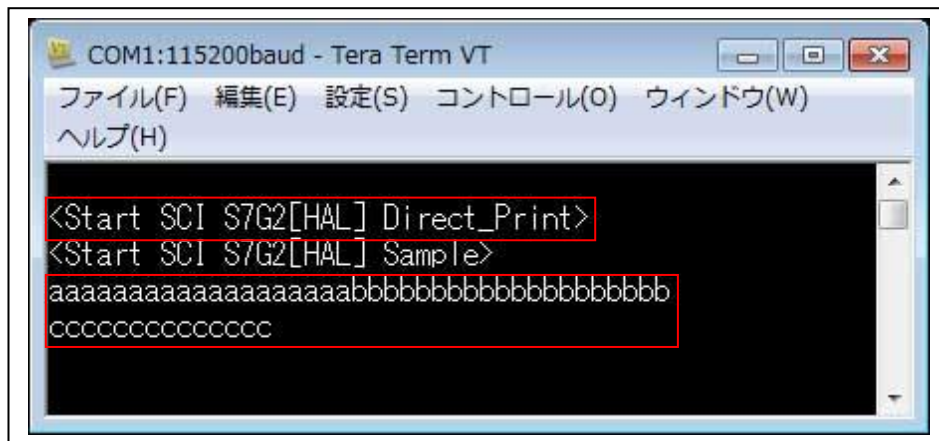 COM1:115200baud - Tera Term VT
ファイル(F) 編集(E) 設定(S) コントロール(O) ウィンドウ(W)
ヘルプ(H)
<Start SCI S7G2[HAL] Direct_Print>
<Start SCI S7G2[HAL] Sample>
aaaaaaaaaaaaaaaaaaabbbbbbbbbbbbbbbbbbbb
cccccccccccccc